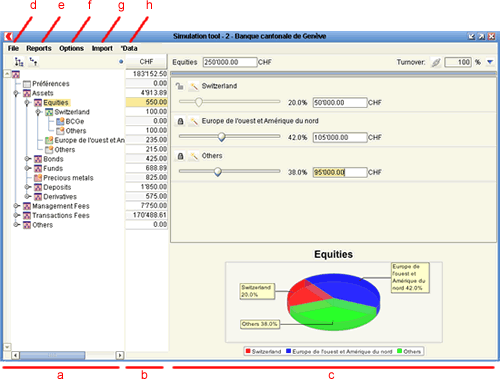 d e f g h
Simulation tool - 2 - Banque cantonale de Genève
File Reports Options Import "Data
CHF
Equities 250'000.00 CHF Turnover: 100 %
183'152.50
Préférences
Assets 4'913.89
Equities 550.00
Switzerland 100.00
BCGe 0.00
Others 100.00
Europe de l'ouest et An 235.00
Others 215.00
Bonds 425.00
Funds 688.89
Precious metals 825.00
Deposits 1'850.00
Derivatives 575.00
Management Fees 7'750.00
Transactions Fees 170'488.61
Others 0.00
Switzerland
20.0% 50'000.00 CHF
Europe de l'ouest et Amérique du nord
42.0% 105'000.00 CHF
Others
38.0% 95'000.00 CHF
Equities
Europe de
l'ouest et
Amérique du
nord 42.0%
Switzerland
20.0%
Others 38.0%
Switzerland Europe de l'ouest et Amérique du nord Others
a b c